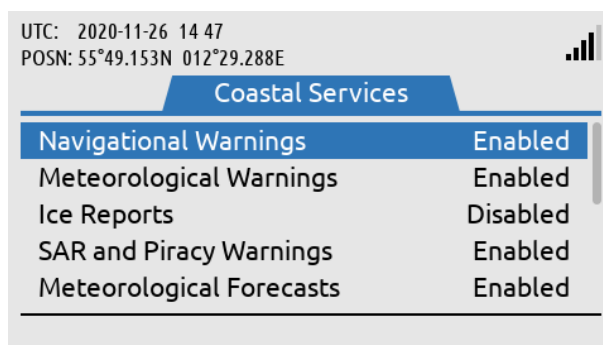 UTC: 2020-11-26 14 47
POSN: 55°49.153N 012°29.288E
Coastal Services
Navigational Warnings Enabled
Meteorological Warnings Enabled
Ice Reports Disabled
SAR and Piracy Warnings Enabled
Meteorological Forecasts Enabled